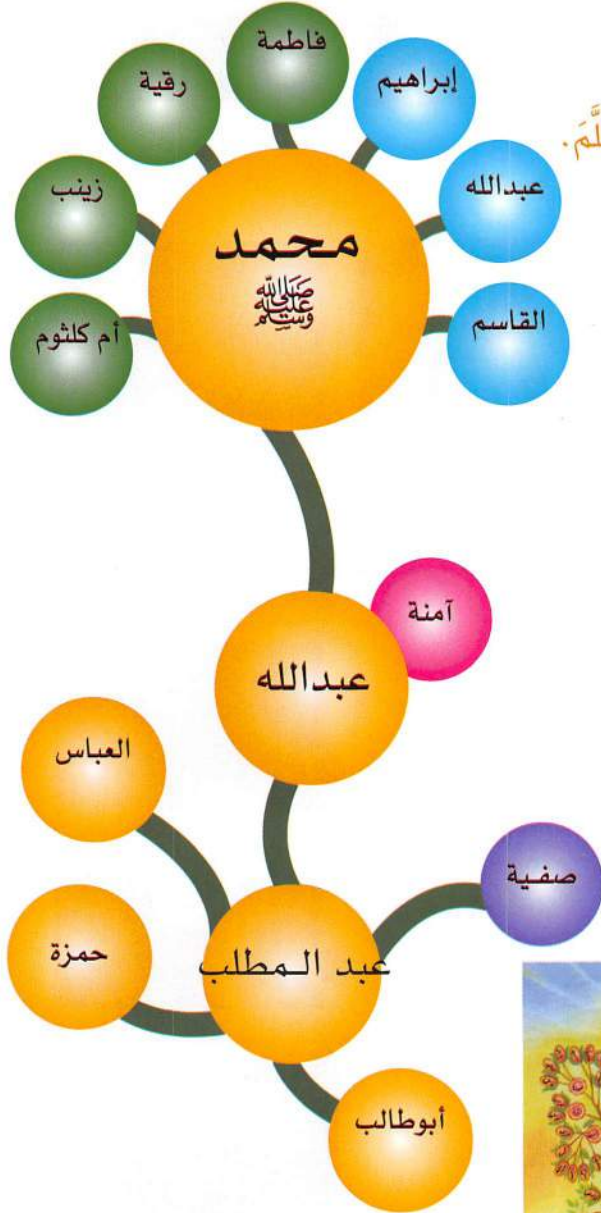 فاطمة
إبراهيم
رقية
عبدالله
زينب
محمد
ﷺ
القاسم
أم كلثوم
آمنة
عبدالله
العباس
صفية
حمزة
عبد المطلب
أبوطالب